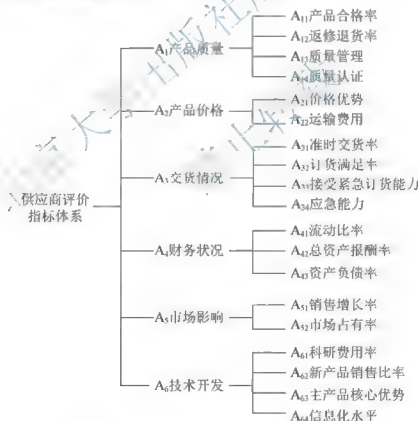 供应商评价
指标体系
A₁产品质量
A₁₁产品合格率
A₁₂返修退货率
A₁₃质量管理
A₁₄质量认证
A₂产品价格
A₂₁价格优势
A₂₂运输费用
A₃交货情况
A₃₁准时交货率
A₃₂订货满足率
A₃₃接受紧急订货能力
A₃₄应急能力
A₄财务状况
A₄₁流动比率
A₄₂总资产报酬率
A₄₃资产负债率
A₅市场影响
A₅₁销售增长率
A₅₂市场占有率
A₆技术开发
A₆₁科研费用率
A₆₂新产品销售比率
A₆₃主产品核心优势
A₆₄信息化水平